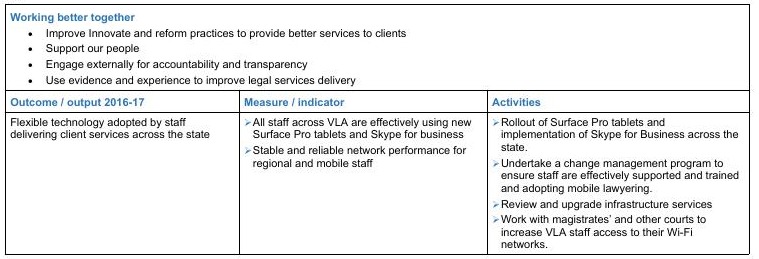 Working better together
• Improve Innovate and reform practices to provide better services to clients
• Support our people
• Engage externally for accountability and transparency
• Use evidence and experience to improve legal services delivery
Outcome / output 2016-17
Measure / indicator
Activities
Flexible technology adopted by staff
delivering client services across the state
➢All staff across VLA are effectively using new
Surface Pro tablets and Skype for business
➢Stable and reliable network performance for
regional and mobile staff
➢Rollout of Surface Pro tablets and
implementation of Skype for Business across the
state.
➢Undertake a change management program to
ensure staff are effectively supported and trained
and adopting mobile lawyering.
➢Review and upgrade infrastructure services
➢Work with magistrates' and other courts to
increase VLA staff access to their Wi-Fi
networks.